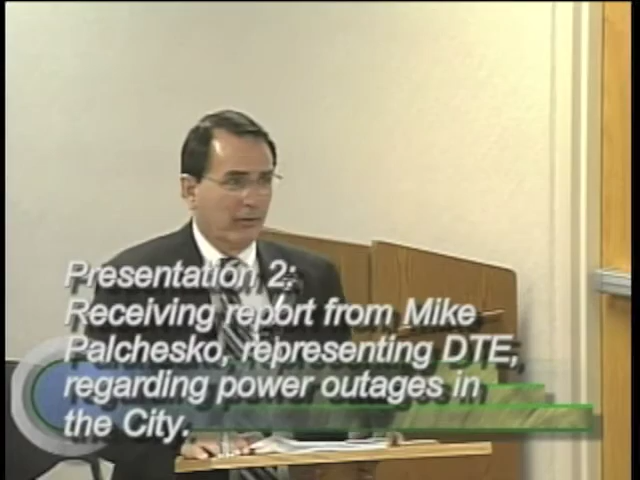 Presentation 2:
Receiving report from Mike
Palchesko, representing DTE,
regarding power outages in
the City.